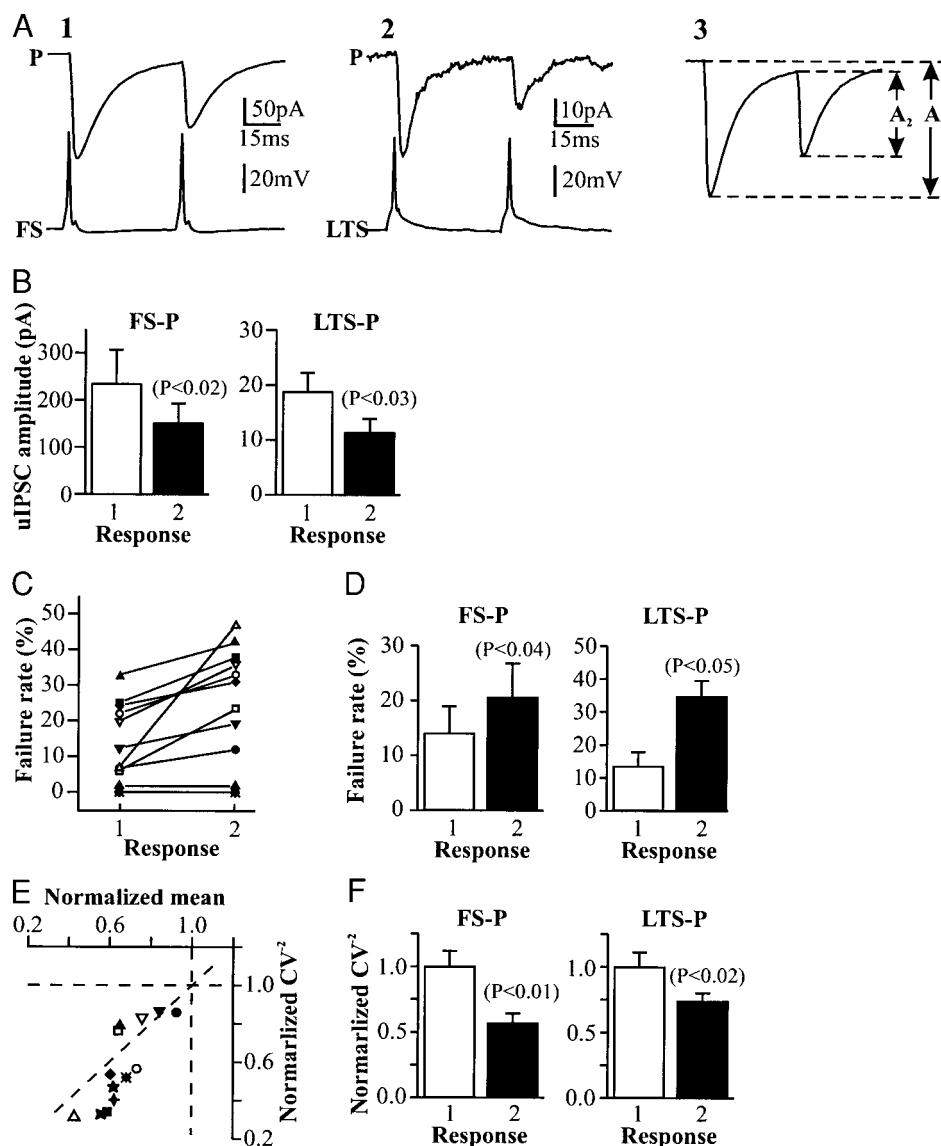 A
1
2
3
P
P
50pA
15ms
10pA
15ms
A₂
A
20mV
20mV
FS
LTS
B
FS-P
LTS-P
uIPSC amplitude (pA)
300
200
100
0
(P<0.02)
1 2
Response
30
20
10
0
(P<0.03)
1 2
Response
C
Failure rate (%)
50
40
30
20
10
0
1 2
Response
D
FS-P
LTS-P
Failure rate (%)
30
20
10
0
(P<0.04)
1 2
Response
50
40
30
20
10
0
(P<0.05)
1 2
Response
E
Normalized mean
0.2 0.6 1.0
1.0
0.6
0.2
Normarlized CV⁻²
F
FS-P
LTS-P
Normarlized CV⁻²
1.0
0.5
0.0
(P<0.01)
1 2
Response
1.0
0.5
0.0
(P<0.02)
1 2
Response